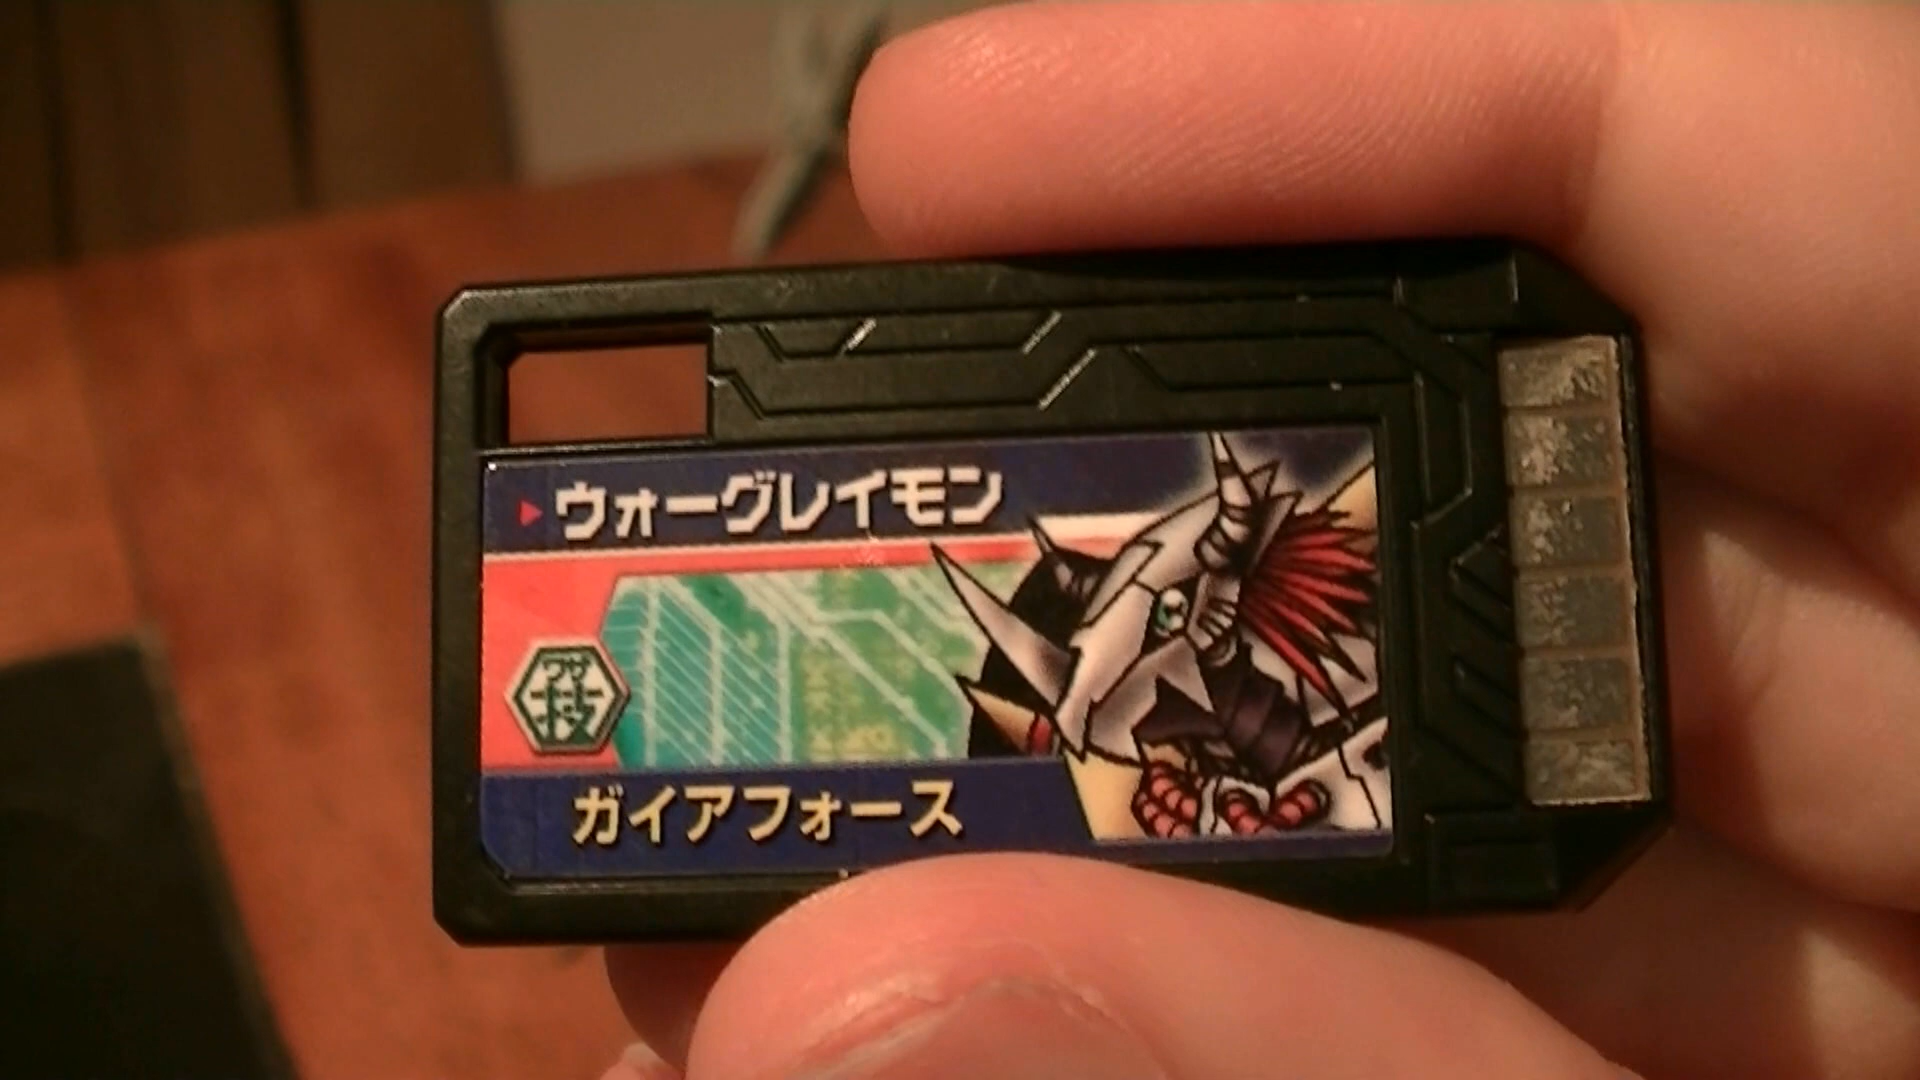 ウォーグレイモン
ワザ
技
ガイアフォース